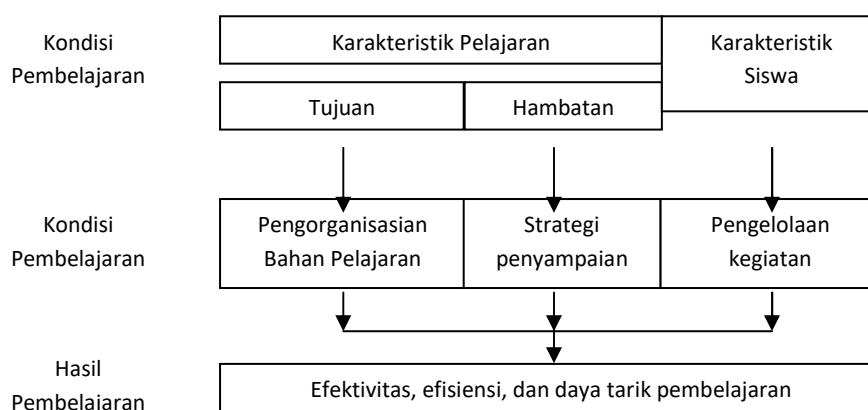 Kondisi
Pembelajaran
Karakteristik Pelajaran
Karakteristik
Siswa
Tujuan
Hambatan
Kondisi
Pembelajaran
Pengorganisasian
Bahan Pelajaran
Strategi
penyampaian
Pengelolaan
kegiatan
Hasil
Pembelajaran
Efektivitas, efisiensi, dan daya tarik pembelajaran